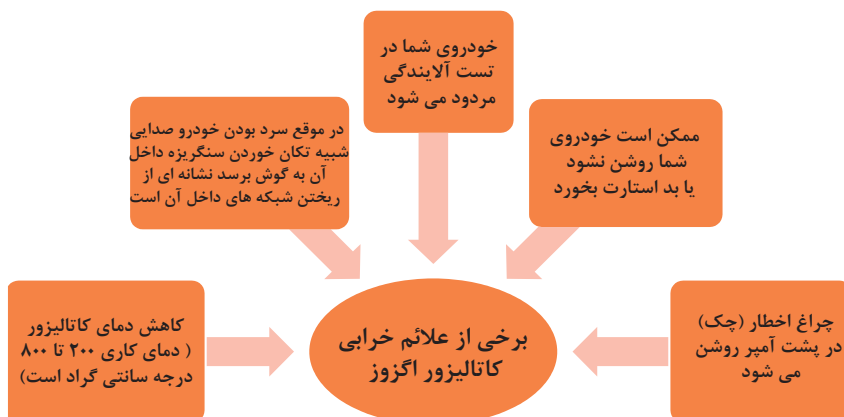 خودروی شما در
تست آلایندگی
مردود می شود
ممکن است خودروی
شما روشن نشود
یا بد استارت بخورد
در موقع سرد بودن خودرو صدایی
شبیه تکان خوردن سنگریزه داخل
آن به گوش برسد نشانه ای از
ریختن شبکه های داخل آن است
چراغ اخطار (چک)
در پشت آمپر روشن
می شود
برخی از علائم خرابی
کاتالیزور اگزوز
کاهش دمای کاتالیزور
( دمای کاری ۲۰۰ تا ۸۰۰
درجه سانتی گراد است)